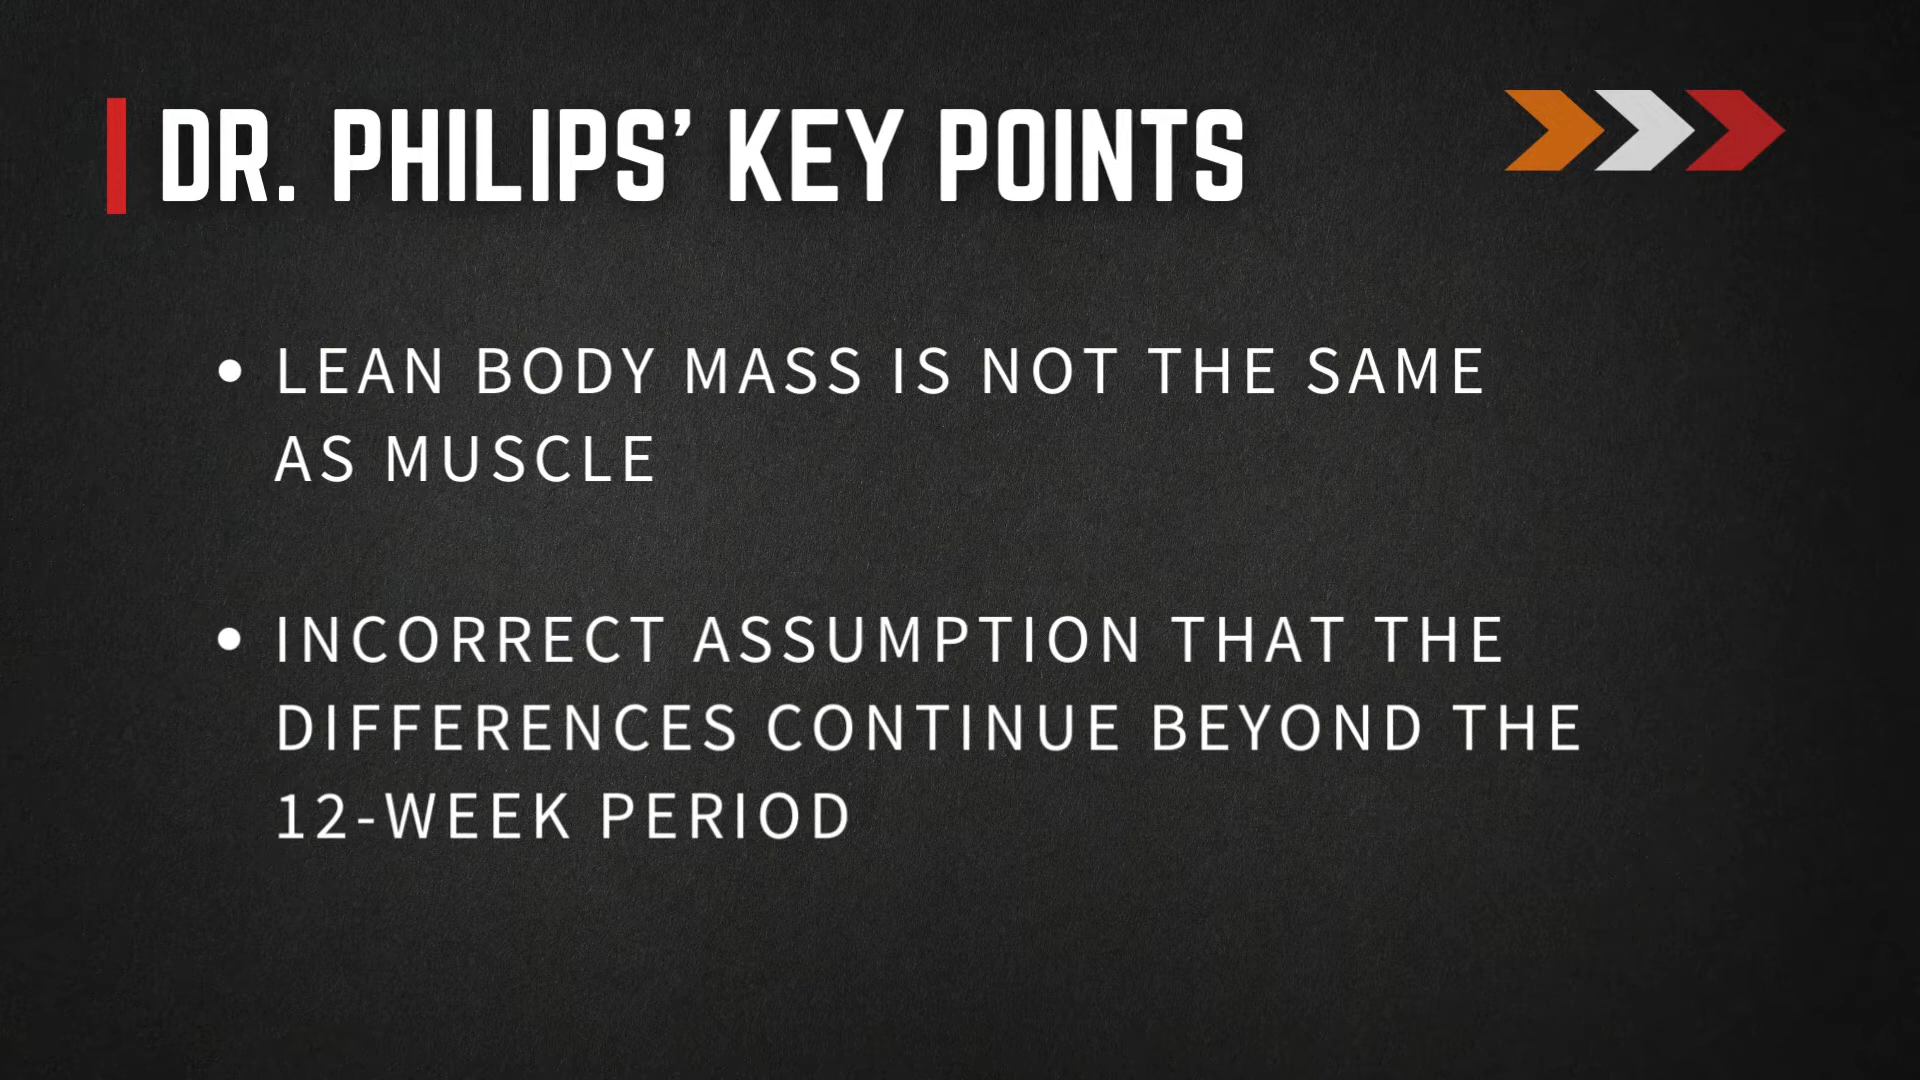 DR. PHILIPS’ KEY POINTS
• LEAN BODY MASS IS NOT THE SAME
AS MUSCLE
• INCORRECT ASSUMPTION THAT THE
DIFFERENCES CONTINUE BEYOND THE
12-WEEK PERIOD